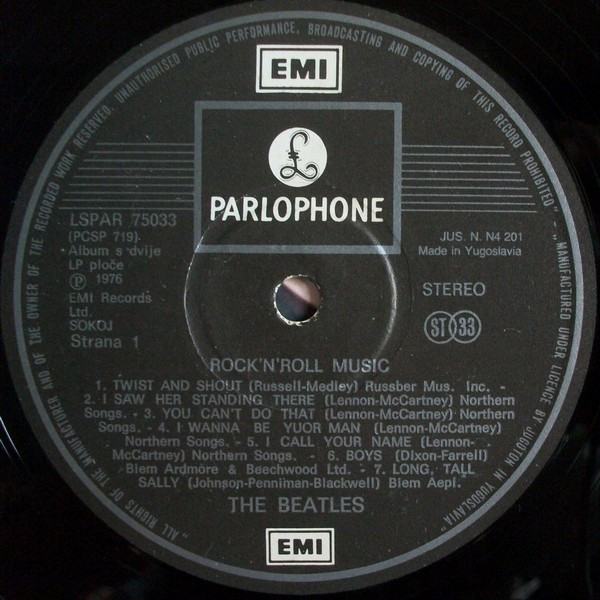 "ALL RIGHTS OF THE MANUFACTURER AND OF THE OWNER OF THE RECORDED WORK RESERVED. UNAUTHORISED PUBLIC PERFORMANCE, BROADCASTING AND COPYING OF THIS RECORD PROHIBITED" - "MANUFACTURED UNDER LICENCE BY JUGOTON IN YUGOSLAVIA"
EMI
£
PARLOPHONE
LSPAR 75033
(PCSP 719)
Album s dvije
LP ploče
Ⓟ 1976
EMI Records
Ltd.
SOKOJ
Strana 1
JUS. N. N4 201
Made in Yugoslavia
STEREO
ST 33
ROCK'N'ROLL MUSIC
1. TWIST AND SHOUT (Russell-Medley) Russber Mus. Inc. -
2. I SAW HER STANDING THERE (Lennon-McCartney) Northern
Songs. - 3. YOU CAN'T DO THAT (Lennon-McCartney) Northern
Songs. - 4. I WANNA BE YUOR MAN (Lennon-McCartney)
Northern Songs. - 5. I CALL YOUR NAME (Lennon-
McCartney) Northern Songs. - 6. BOYS (Dixon-Farrell)
Biem Ardmore & Beechwood Ltd. - 7. LONG, TALL
SALLY (Johnson-Penniman-Blackwell) Biem Aepl.
THE BEATLES
EMI